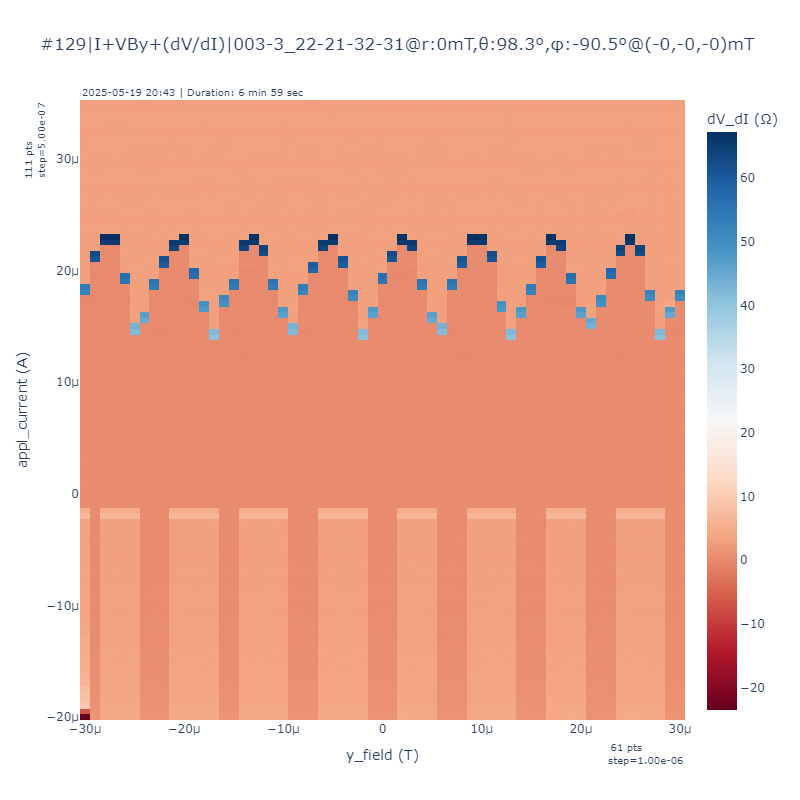 #129|I+VBy+(dV/dI)|003-3_22-21-32-31@r:0mT,θ:98.3º,φ:-90.5º@(-0,-0,-0)mT
2025-05-19 20:43 | Duration: 6 min 59 sec
111 pts
step=5.00e-07
dV_dI (Ω)
30μ
20μ
10μ
0
−10μ
−20μ
appl_current (A)
60
50
40
30
20
10
0
−10
−20
−30μ
−20μ
−10μ
0
10μ
20μ
30μ
y_field (T)
61 pts
step=1.00e-06